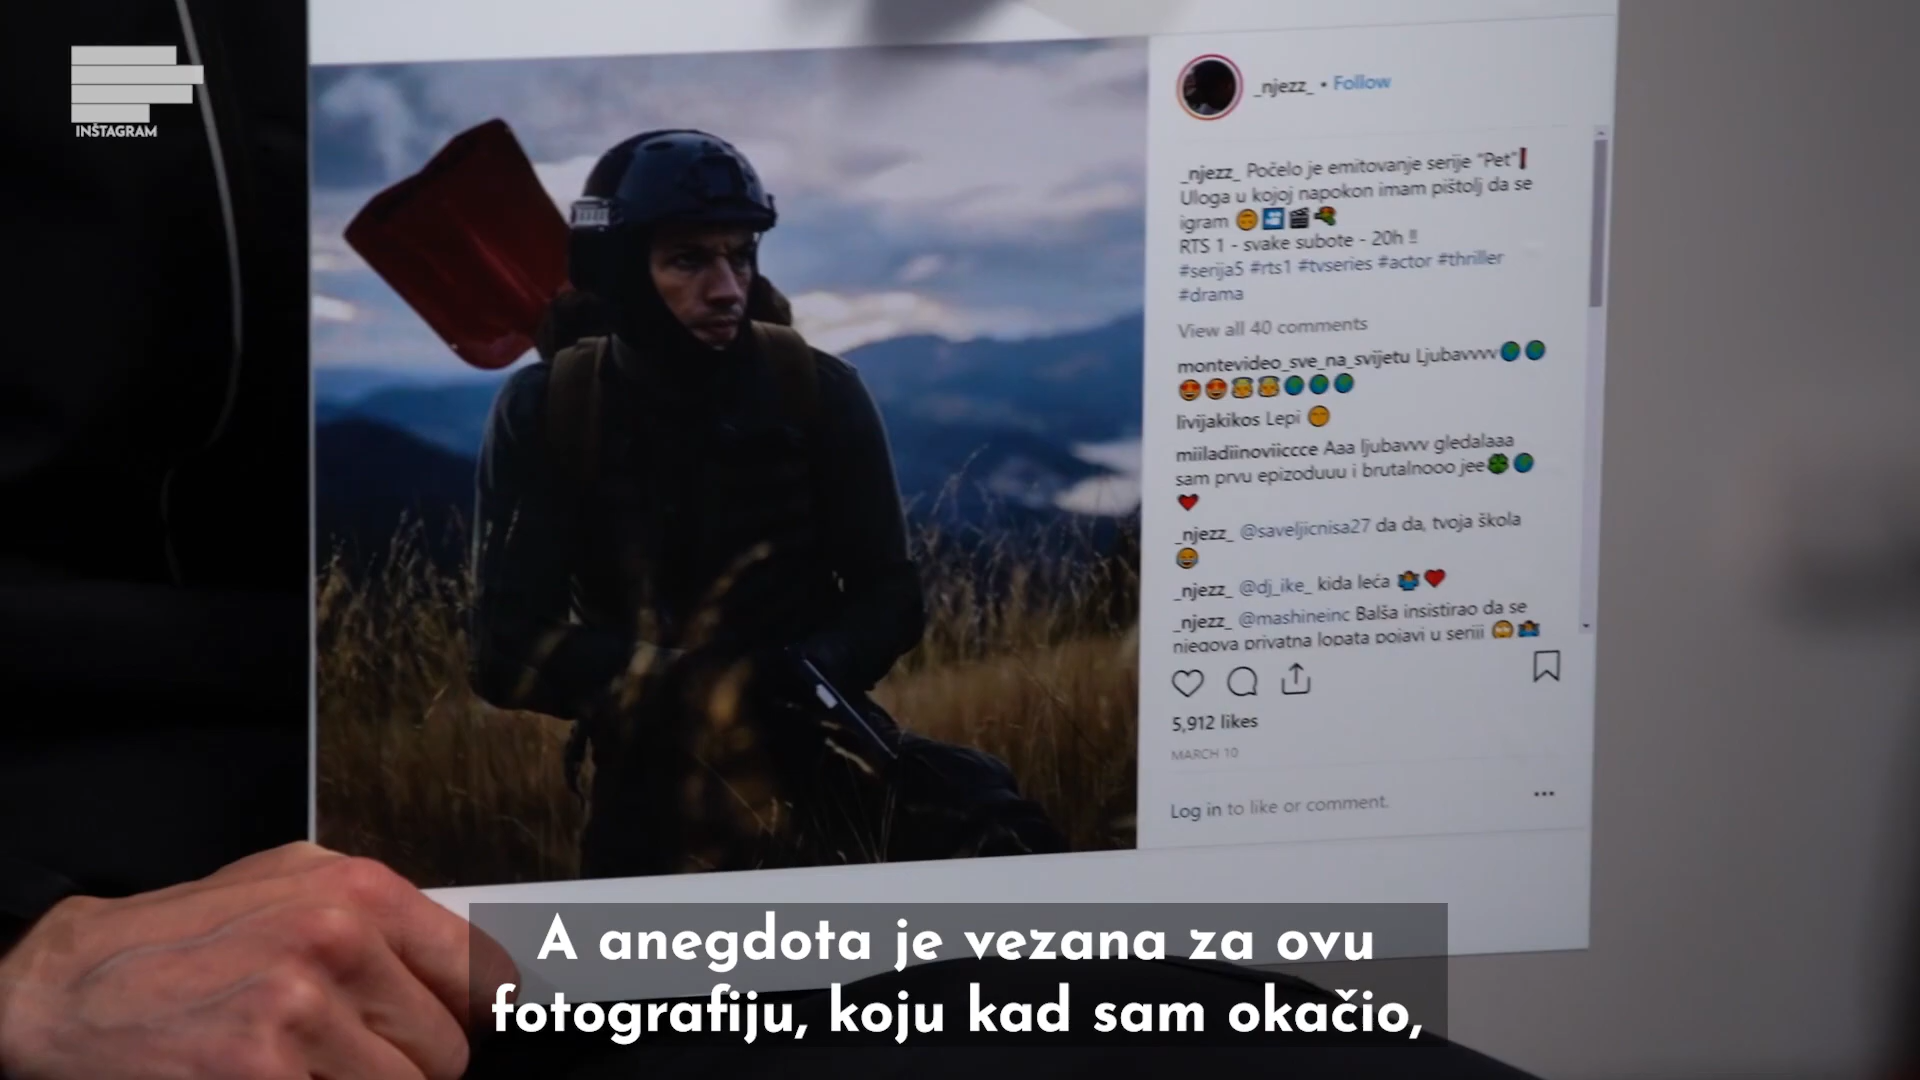 INŠTAGRAM
_njezz_ • Follow
_njezz_ Počelo je emitovanje serije "Pet"
Uloga u kojoj napokon imam pištolj da se
igram 🙃🎦🎬🔫
RTS 1 - svake subote - 20h ‼
#serija5 #rts1 #tvseries #actor #thriller
#drama
View all 40 comments
montevideo_sve_na_svijetu Ljubavvvv🌍🌍
😍😍😇😇🌍🌍🌍
livijakikos Lepi 😁
miiladiinoviiccce Aaa ljubavvv gledalaaa
sam prvu epizoduuu i brutalnooo jee🍀🌍
❤
_njezz_ @saveljicnisa27 da da, tvoja škola
😄
_njezz_ @dj_ike_ kida leća 🤷❤
_njezz_ @mashineinc Balša insistirao da se
njegova privatna lopata pojavi u seriji 🙄🤷
5,912 likes
MARCH 10
Log in to like or comment.
A anegdota je vezana za ovu
fotografiju, koju kad sam okačio,